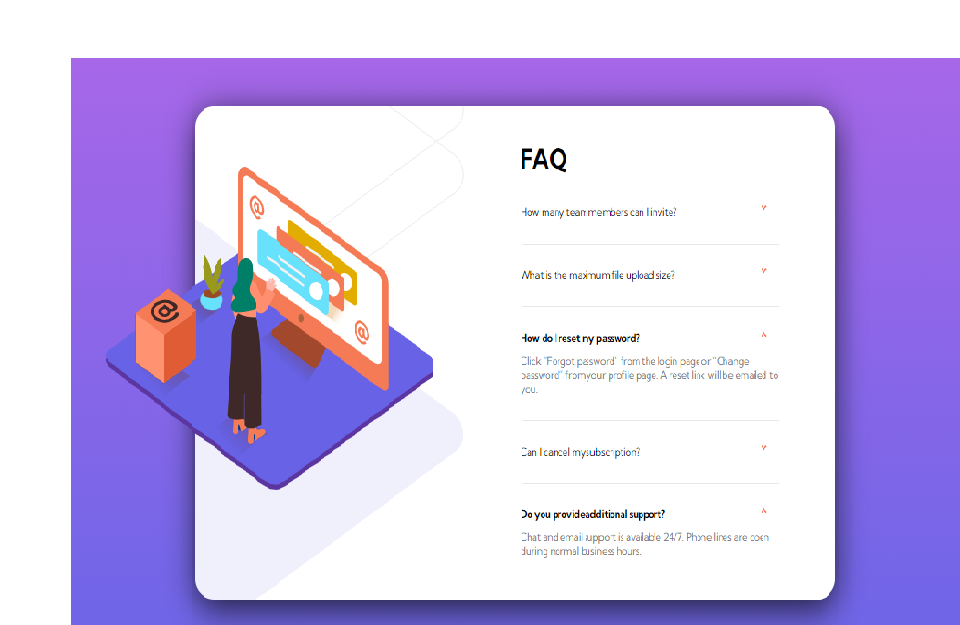 FAQ
How many team members can I invite?
What is the maximum file upload size?
How do I reset my password?
Click "Forgot password" from the login page or "Change
password" from your profile page. A reset link will be emailed to
you.
Can I cancel my subscription?
Do you provide additional support?
Chat and email support is available 24/7. Phone lines are open
during normal business hours.